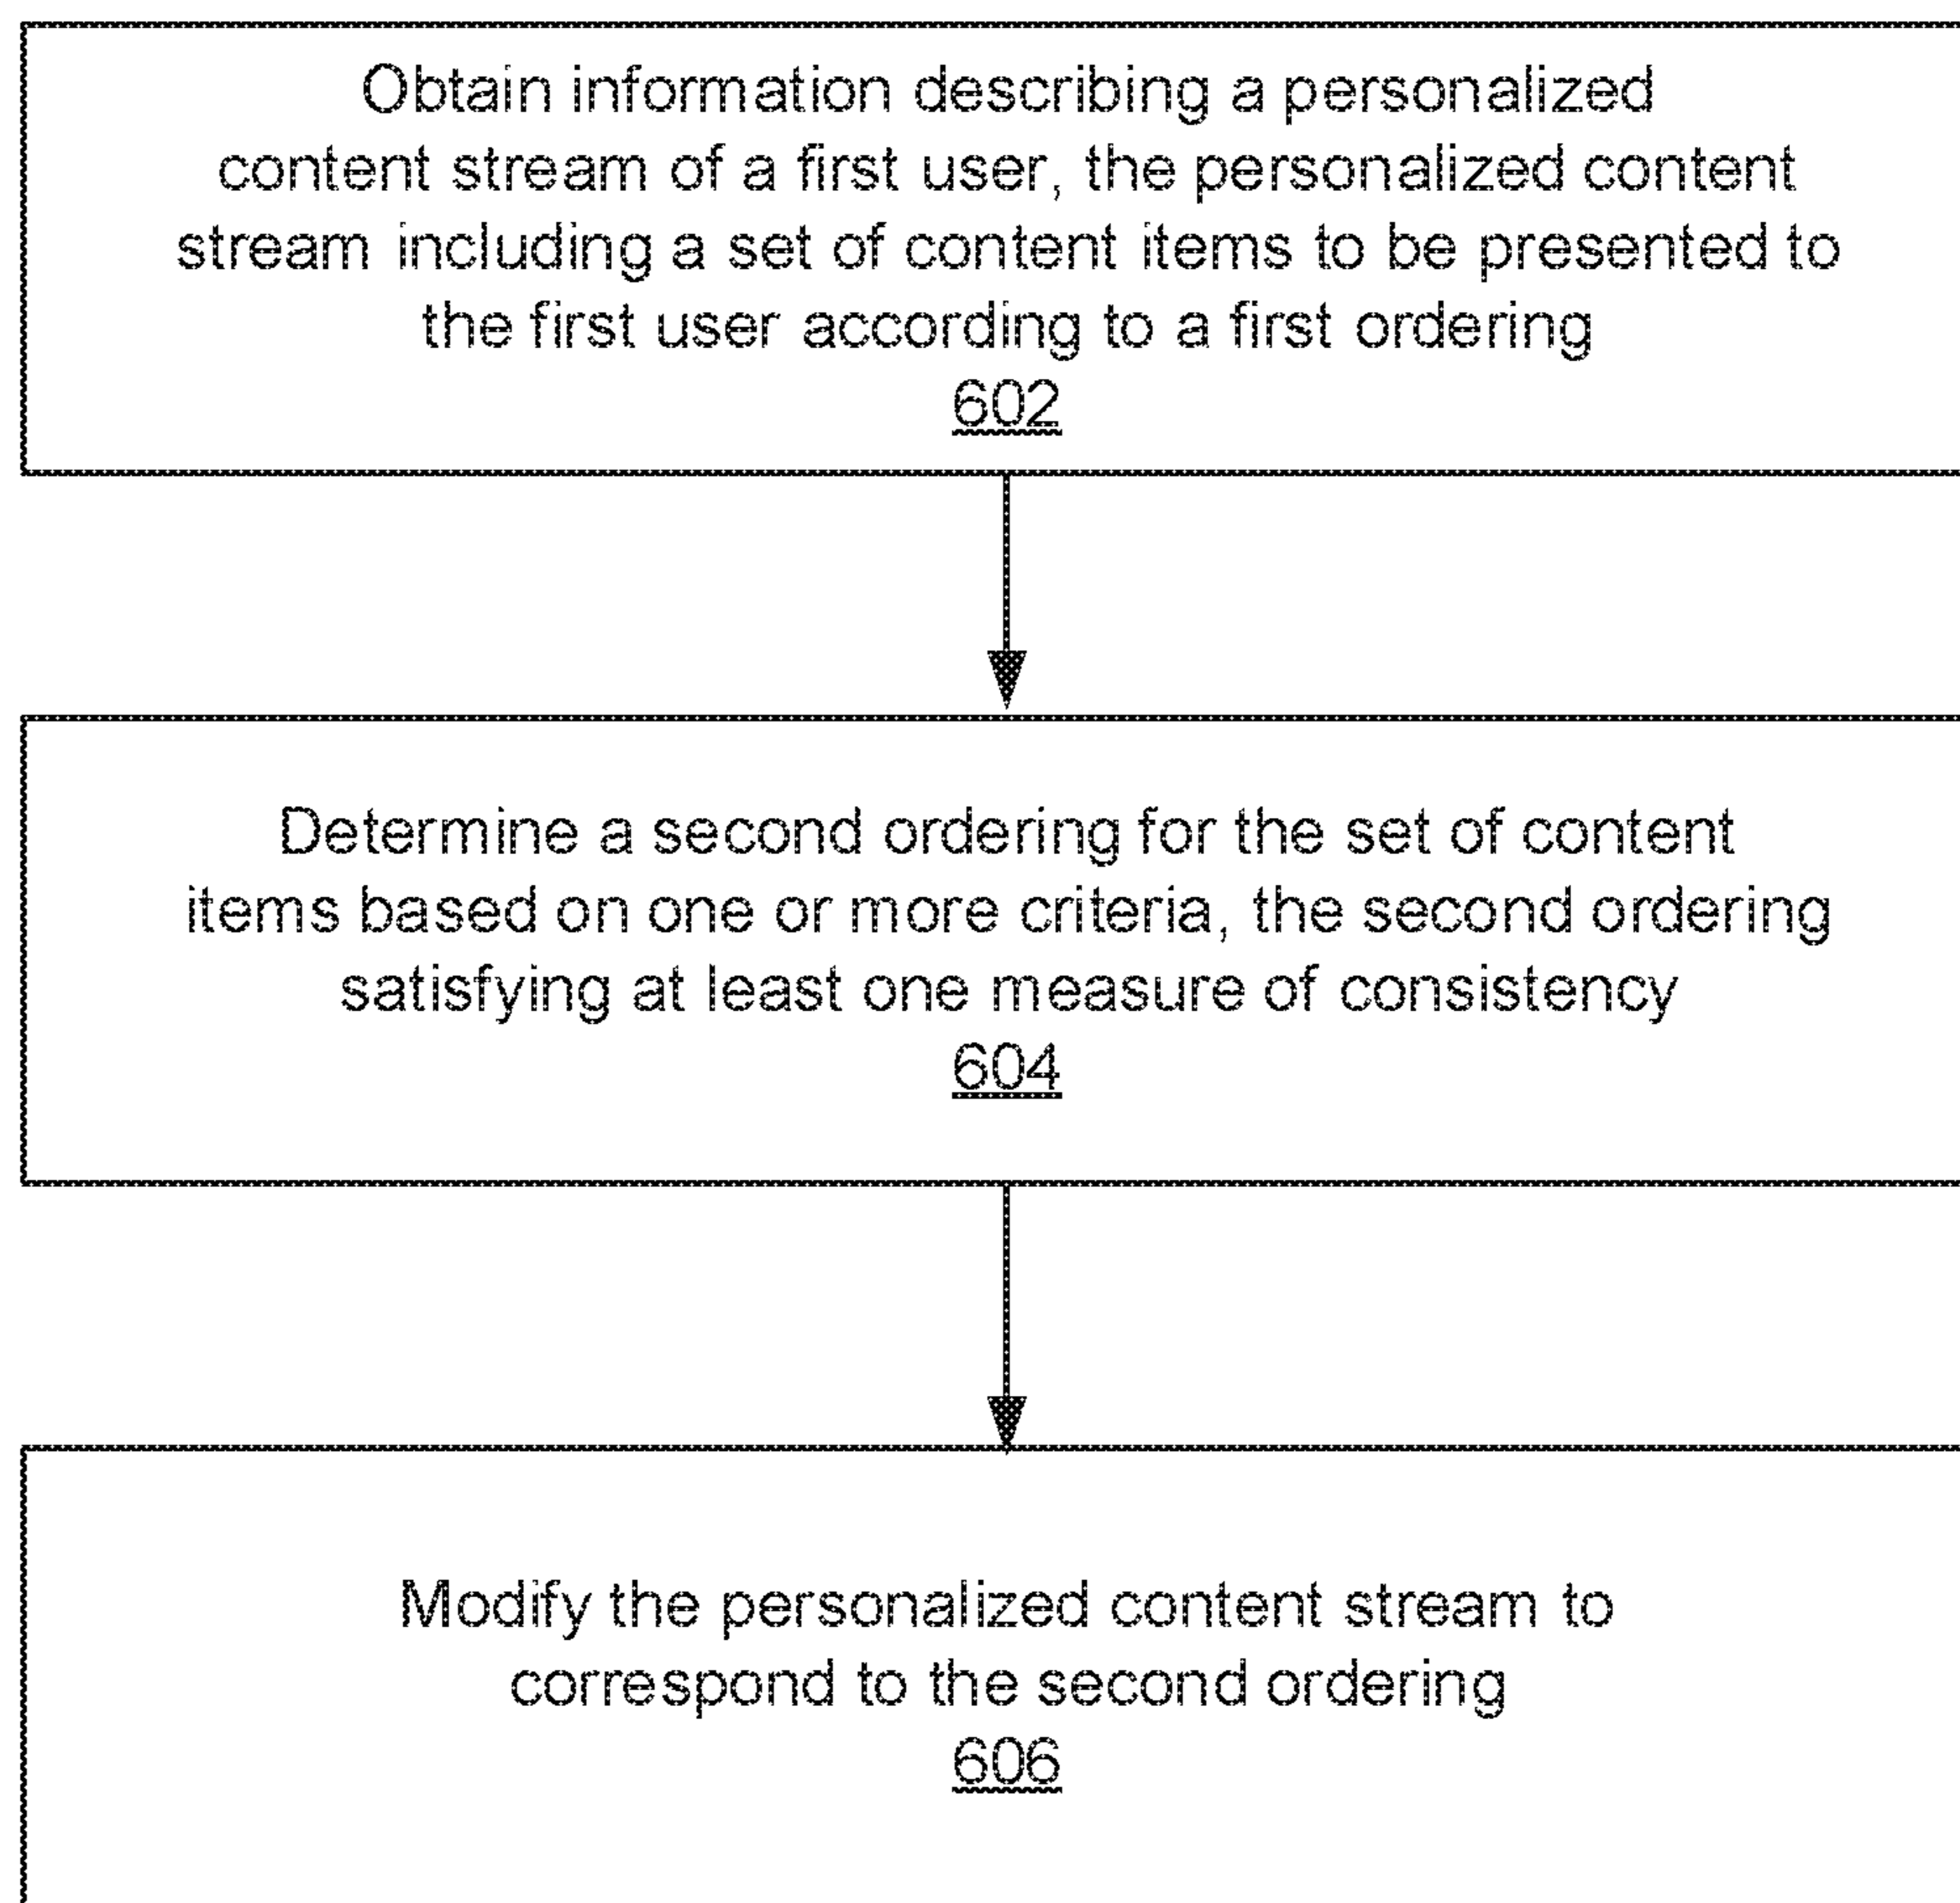 Obtain information describing a personalized
content stream of a first user, the personalized content
stream including a set of content items to be presented to
the first user according to a first ordering
602
Determine a second ordering for the set of content
items based on one or more criteria, the second ordering
satisfying at least one measure of consistency
604
Modify the personalized content stream to
correspond to the second ordering
606